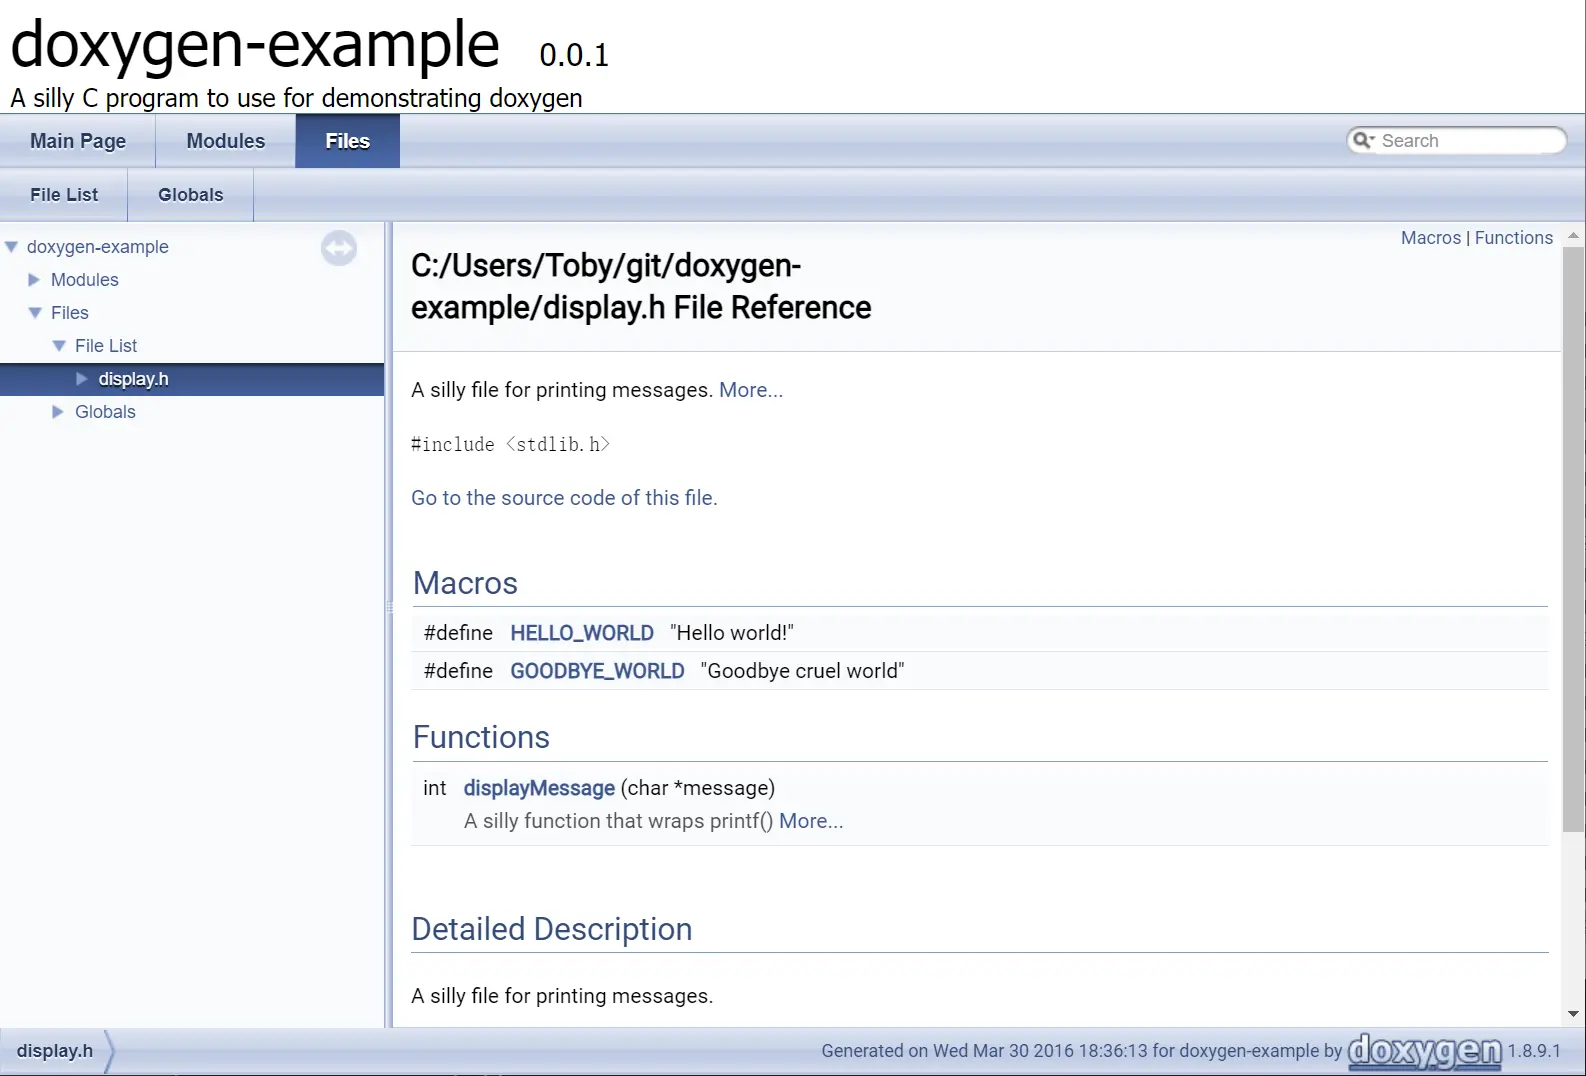 doxygen-example 0.0.1
A silly C program to use for demonstrating doxygen
Main Page Modules Files Search
File List Globals
doxygen-example
Modules
Files
File List
display.h
Globals
Macros | Functions
C:/Users/Toby/git/doxygen-
example/display.h File Reference
A silly file for printing messages. More...
#include <stdlib.h>
Go to the source code of this file.
Macros
#define HELLO_WORLD "Hello world!"
#define GOODBYE_WORLD "Goodbye cruel world"
Functions
int displayMessage (char *message)
A silly function that wraps printf() More...
Detailed Description
A silly file for printing messages.
display.h
Generated on Wed Mar 30 2016 18:36:13 for doxygen-example by doxygen 1.8.9.1